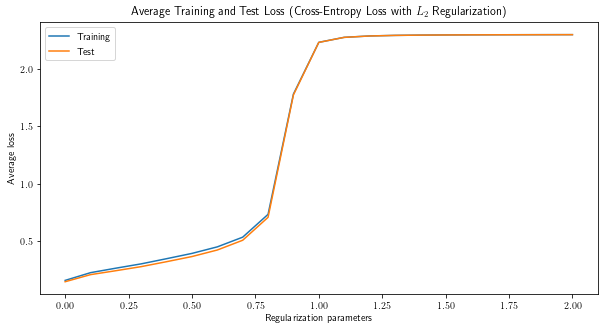 Average Training and Test Loss (Cross-Entropy Loss with L₂ Regularization)
Training
Test
Average loss
2.0
1.5
1.0
0.5
0.00 0.25 0.50 0.75 1.00 1.25 1.50 1.75 2.00
Regularization parameters